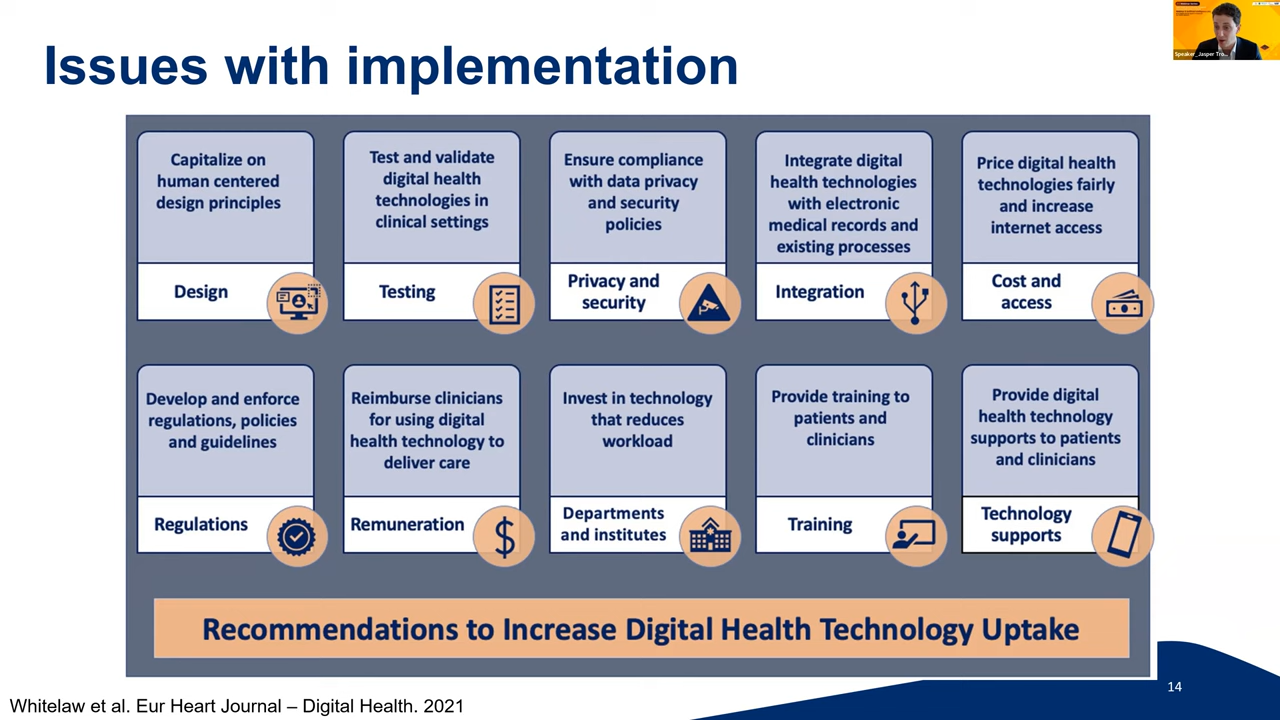 Issues with implementation
Speaker_Jasper Tro...
Capitalize on
human centered
design principles
Design
Test and validate
digital health
technologies in
clinical settings
Testing
Ensure compliance
with data privacy
and security
policies
Privacy and
security
Integrate digital
health technologies
with electronic
medical records and
existing processes
Integration
Price digital health
technologies fairly
and increase
internet access
Cost and
access
Develop and enforce
regulations, policies
and guidelines
Regulations
Reimburse clinicians
for using digital
health technology to
deliver care
Remuneration
Invest in technology
that reduces
workload
Departments
and institutes
Provide training to
patients and
clinicians
Training
Provide digital
health technology
supports to patients
and clinicians
Technology
supports
Recommendations to Increase Digital Health Technology Uptake
14
Whitelaw et al. Eur Heart Journal – Digital Health. 2021